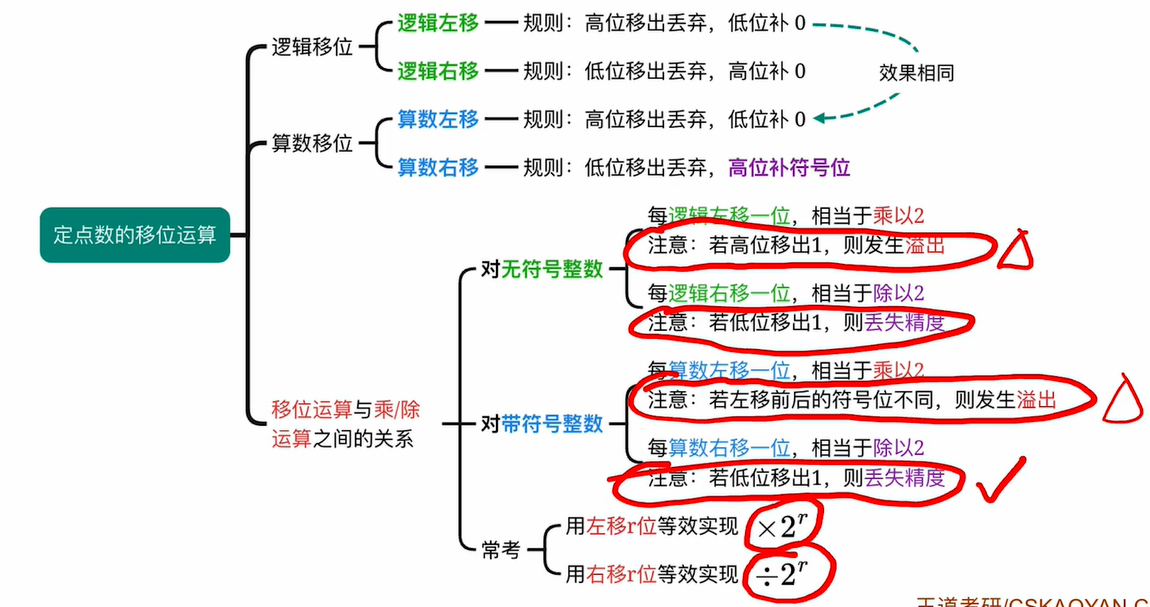 定点数的移位运算
逻辑移位
逻辑左移
规则：高位移出丢弃，低位补 0
逻辑右移
规则：低位移出丢弃，高位补 0
效果相同
算数移位
算数左移
规则：高位移出丢弃，低位补 0
算数右移
规则：低位移出丢弃，高位补符号位
移位运算与乘/除
运算之间的关系
对无符号整数
每逻辑左移一位，相当于乘以2
注意：若高位移出1，则发生溢出
每逻辑右移一位，相当于除以2
注意：若低位移出1，则丢失精度
对带符号整数
每算数左移一位，相当于乘以2
注意：若左移前后的符号位不同，则发生溢出
每算数右移一位，相当于除以2
注意：若低位移出1，则丢失精度
常考
用左移r位等效实现 ×2ʳ
用右移r位等效实现 ÷2ʳ
王道考研/CSKAOYAN.C